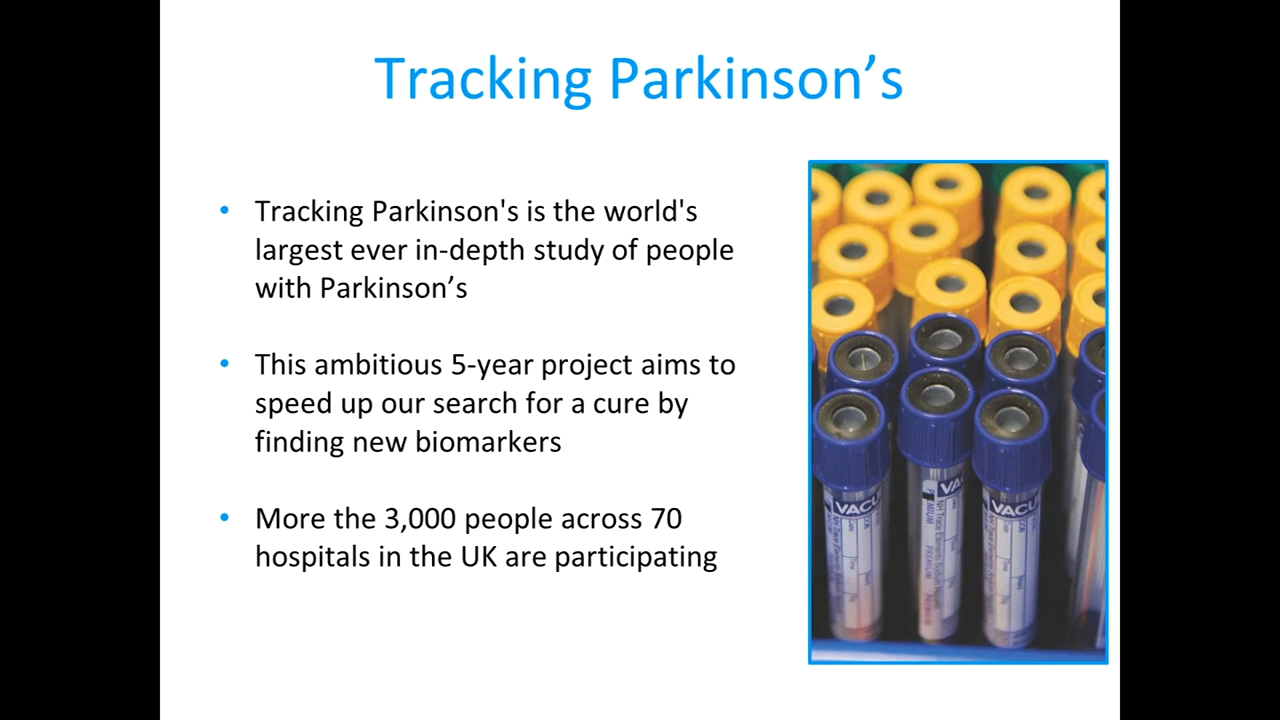 Tracking Parkinson’s
• Tracking Parkinson's is the world's
largest ever in-depth study of people
with Parkinson’s
• This ambitious 5-year project aims to
speed up our search for a cure by
finding new biomarkers
• More the 3,000 people across 70
hospitals in the UK are participating
VACU
VA
VACU
PREMIUM